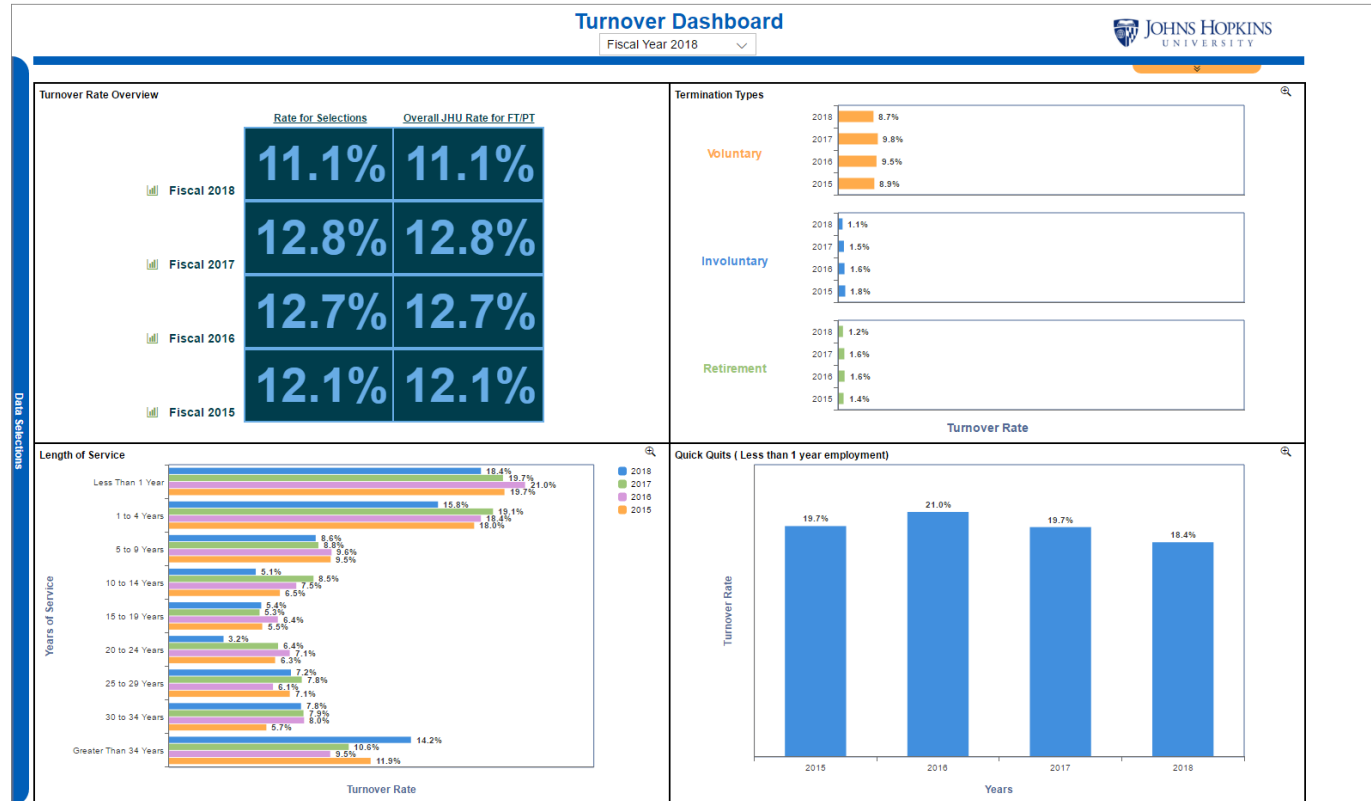 Turnover Dashboard
Fiscal Year 2018
JOHNS HOPKINS
UNIVERSITY
Data Selections
Turnover Rate Overview
Rate for Selections Overall JHU Rate for FT/PT
Fiscal 2018 11.1% 11.1%
Fiscal 2017 12.8% 12.8%
Fiscal 2016 12.7% 12.7%
Fiscal 2015 12.1% 12.1%
Termination Types
Voluntary
2018 8.7%
2017 9.8%
2016 9.5%
2015 8.9%
Involuntary
2018 1.1%
2017 1.5%
2016 1.6%
2015 1.8%
Retirement
2018 1.2%
2017 1.6%
2016 1.6%
2015 1.4%
Turnover Rate
Length of Service
2018
2017
2016
2015
Years of Service
Less Than 1 Year
18.4%
19.7%
21.0%
19.7%
1 to 4 Years
15.8%
19.1%
18.4%
18.0%
5 to 9 Years
8.6%
8.8%
9.6%
9.5%
10 to 14 Years
5.1%
8.5%
7.5%
6.5%
15 to 19 Years
5.4%
5.3%
6.4%
5.5%
20 to 24 Years
3.2%
6.4%
7.1%
6.3%
25 to 29 Years
7.2%
7.8%
6.1%
7.1%
30 to 34 Years
7.8%
7.9%
8.0%
5.7%
Greater Than 34 Years
14.2%
10.6%
9.5%
11.9%
Turnover Rate
Quick Quits ( Less than 1 year employment)
Turnover Rate
19.7% 21.0% 19.7% 18.4%
2015 2016 2017 2018
Years